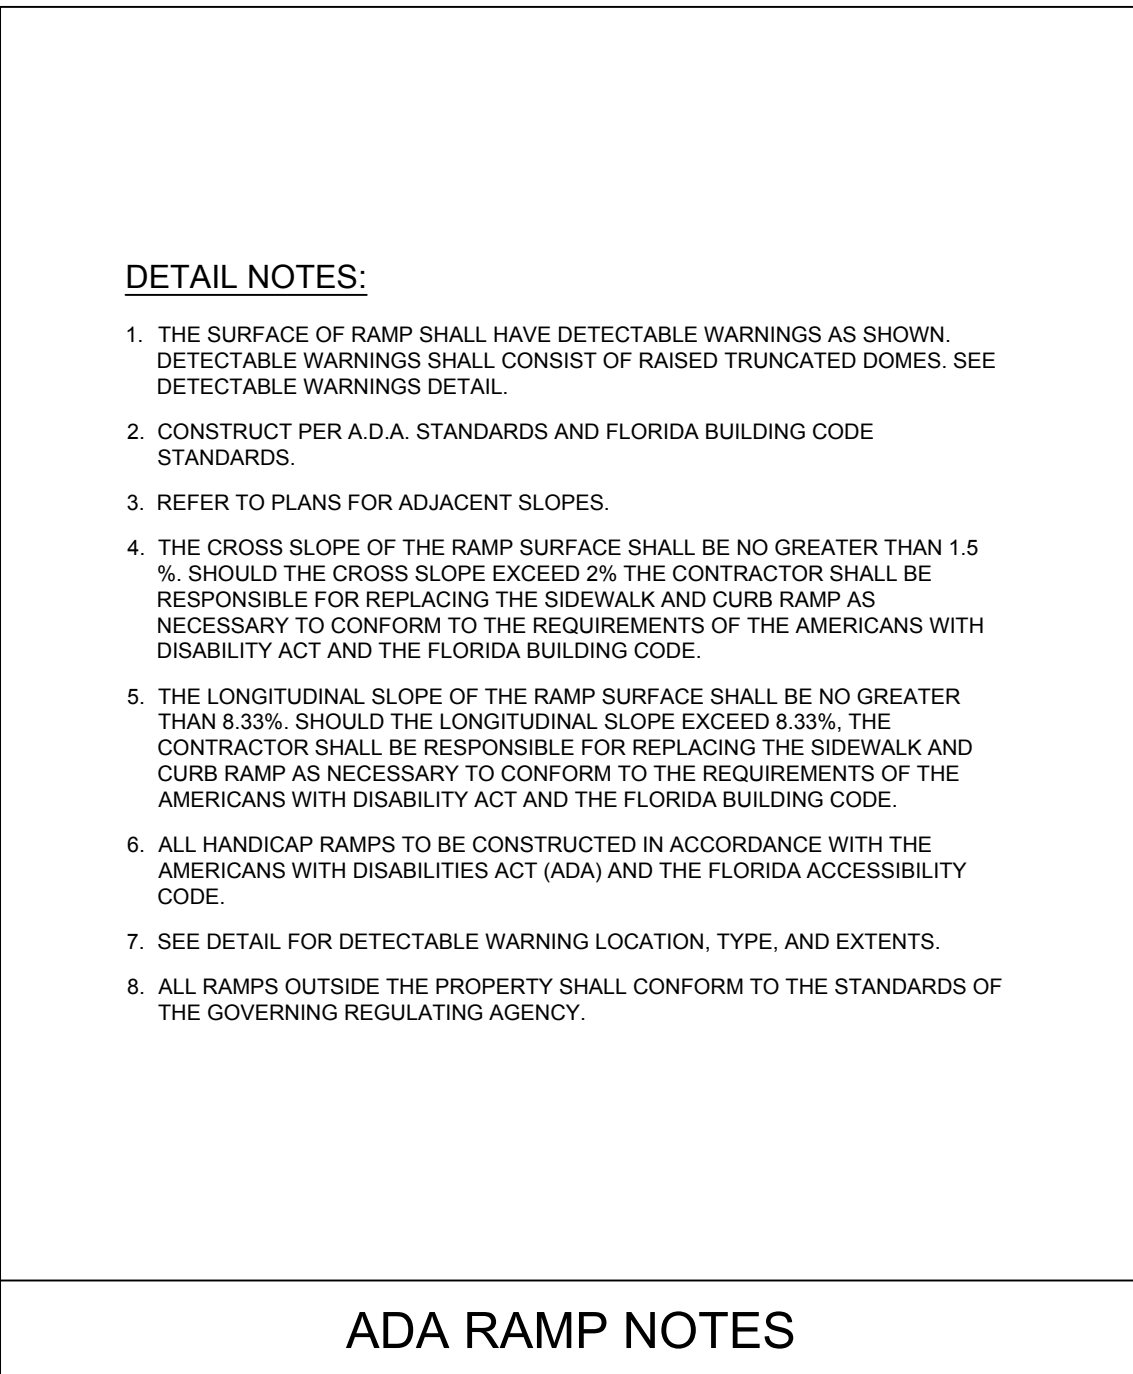 DETAIL NOTES:
1. THE SURFACE OF RAMP SHALL HAVE DETECTABLE WARNINGS AS SHOWN.
DETECTABLE WARNINGS SHALL CONSIST OF RAISED TRUNCATED DOMES. SEE
DETECTABLE WARNINGS DETAIL.
2. CONSTRUCT PER A.D.A. STANDARDS AND FLORIDA BUILDING CODE
STANDARDS.
3. REFER TO PLANS FOR ADJACENT SLOPES.
4. THE CROSS SLOPE OF THE RAMP SURFACE SHALL BE NO GREATER THAN 1.5
%. SHOULD THE CROSS SLOPE EXCEED 2% THE CONTRACTOR SHALL BE
RESPONSIBLE FOR REPLACING THE SIDEWALK AND CURB RAMP AS
NECESSARY TO CONFORM TO THE REQUIREMENTS OF THE AMERICANS WITH
DISABILITY ACT AND THE FLORIDA BUILDING CODE.
5. THE LONGITUDINAL SLOPE OF THE RAMP SURFACE SHALL BE NO GREATER
THAN 8.33%. SHOULD THE LONGITUDINAL SLOPE EXCEED 8.33%, THE
CONTRACTOR SHALL BE RESPONSIBLE FOR REPLACING THE SIDEWALK AND
CURB RAMP AS NECESSARY TO CONFORM TO THE REQUIREMENTS OF THE
AMERICANS WITH DISABILITY ACT AND THE FLORIDA BUILDING CODE.
6. ALL HANDICAP RAMPS TO BE CONSTRUCTED IN ACCORDANCE WITH THE
AMERICANS WITH DISABILITIES ACT (ADA) AND THE FLORIDA ACCESSIBILITY
CODE.
7. SEE DETAIL FOR DETECTABLE WARNING LOCATION, TYPE, AND EXTENTS.
8. ALL RAMPS OUTSIDE THE PROPERTY SHALL CONFORM TO THE STANDARDS OF
THE GOVERNING REGULATING AGENCY.
ADA RAMP NOTES